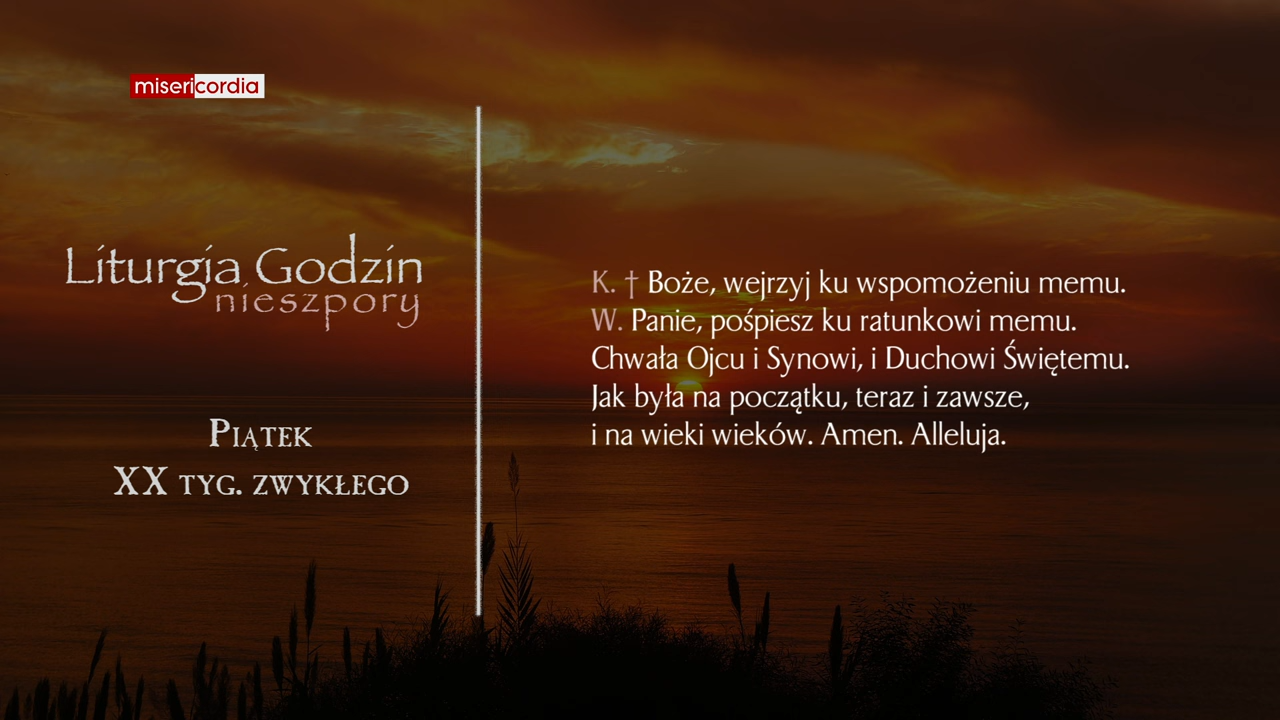 misericordia
Liturgia Godzin
nieszpory
Piątek
XX tyg. zwykłego
K. † Boże, wejrzyj ku wspomożeniu memu.
W. Panie, pośpiesz ku ratunkowi memu.
Chwała Ojcu i Synowi, i Duchowi Świętemu.
Jak była na początku, teraz i zawsze,
i na wieki wieków. Amen. Alleluja.